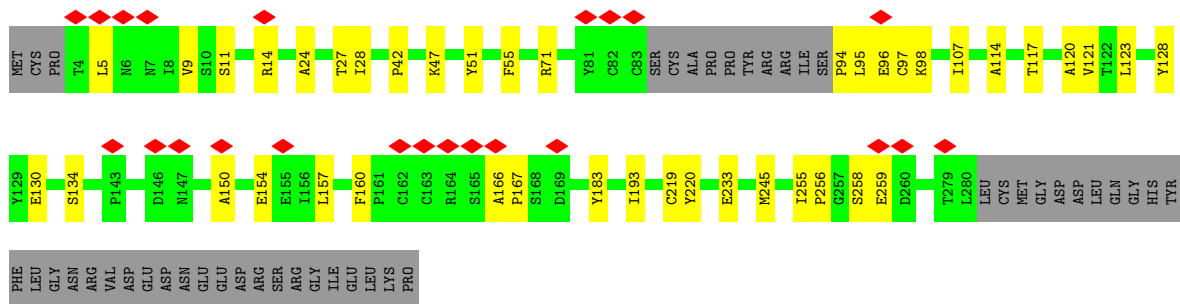 MET CYS PRO T4 L5 N6 N7 I8 V9 S10 S11 R14 A24 T27 I28 P42 K47 Y51 F55 R71 Y81 C82 C83 SER CYS ALA PRO PRO TYR ARG ARG ILE SER P94 L95 E96 C97 K98 I107 A114 T117 A120 V121 T122 L123 Y128
Y129 E130 S134 P143 D146 N147 A150 E154 E155 I156 L157 F160 P161 C162 C163 R164 S165 A166 P167 S168 D169 Y183 I193 C219 Y220 E233 M245 I255 P256 G257 S258 E259 D260 T279 L280 LEU CYS MET GLY ASP ASP LEU GLN GLY HIS TYR
PHE LEU GLY ASN ARG VAL ASP GLU ASP ASN GLU GLU ASP ARG SER ARG GLY ILE GLU LEU LYS PRO